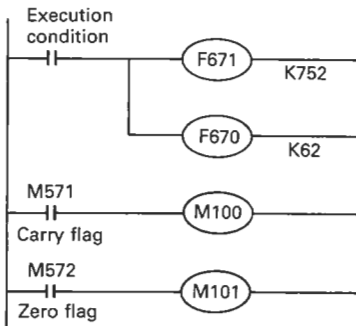 Execution
condition
F671
K752
F670
K62
M571
M100
Carry flag
M572
M101
Zero flag